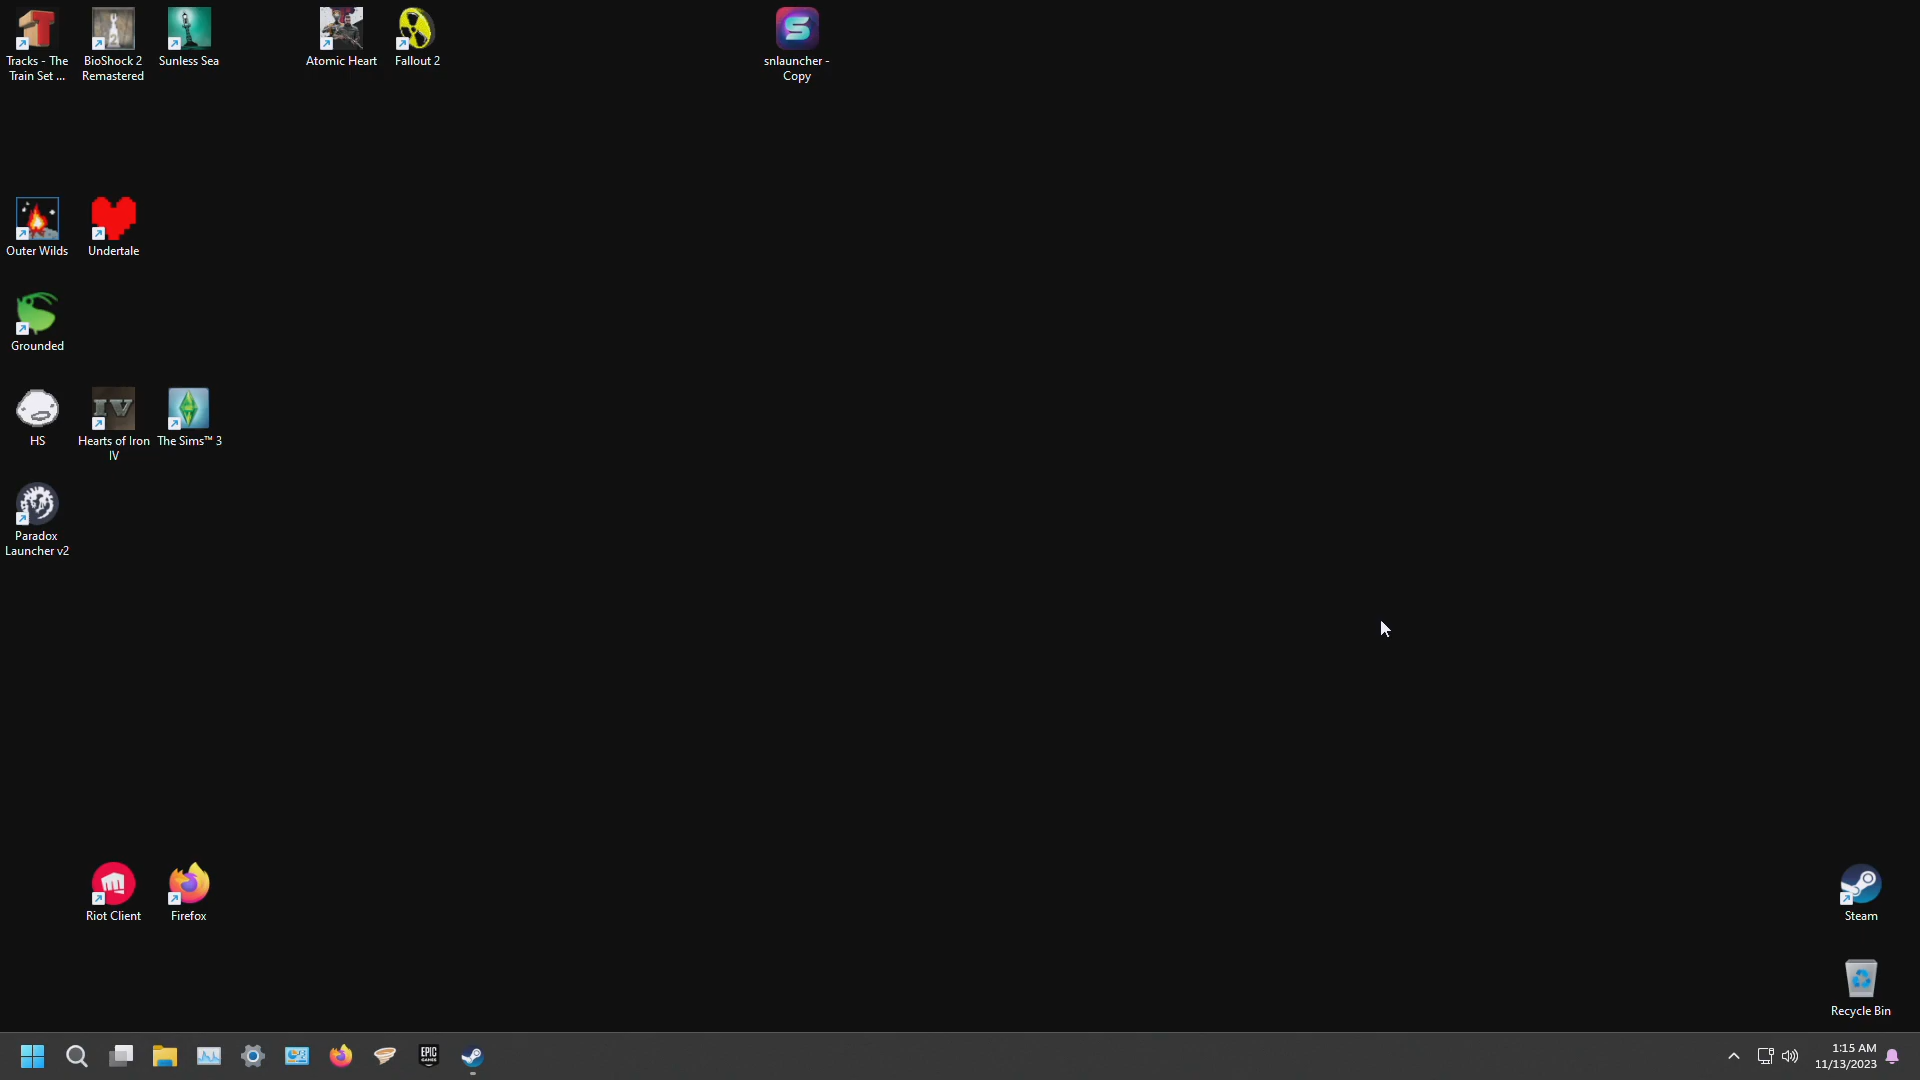 Tracks - The
Train Set ...
BioShock 2
Remastered
Sunless Sea
Atomic Heart
Fallout 2
snlauncher -
Copy
Outer Wilds
Undertale
Grounded
HS
Hearts of Iron
IV
The Sims™ 3
Paradox
Launcher v2
Riot Client
Firefox
Steam
Recycle Bin
EPIC
GAMES
1:15 AM
11/13/2023